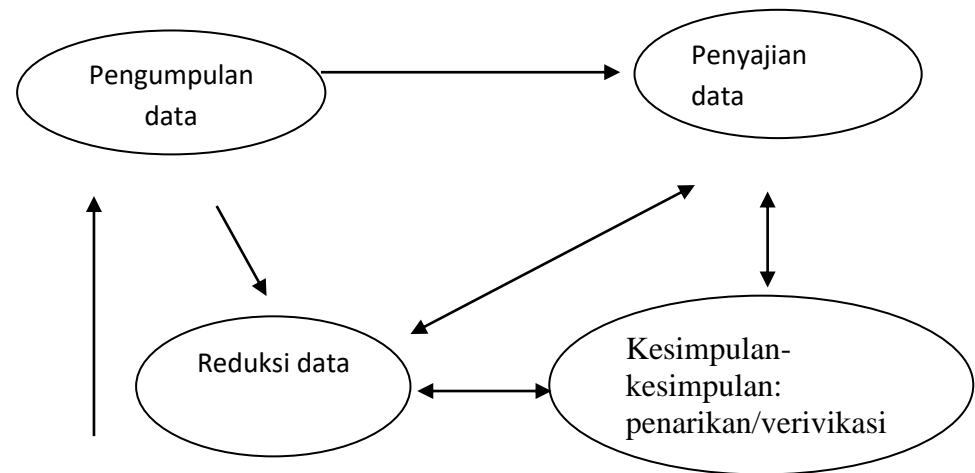 Pengumpulan
data
Penyajian
data
Reduksi data
Kesimpulan-
kesimpulan:
penarikan/verivikasi